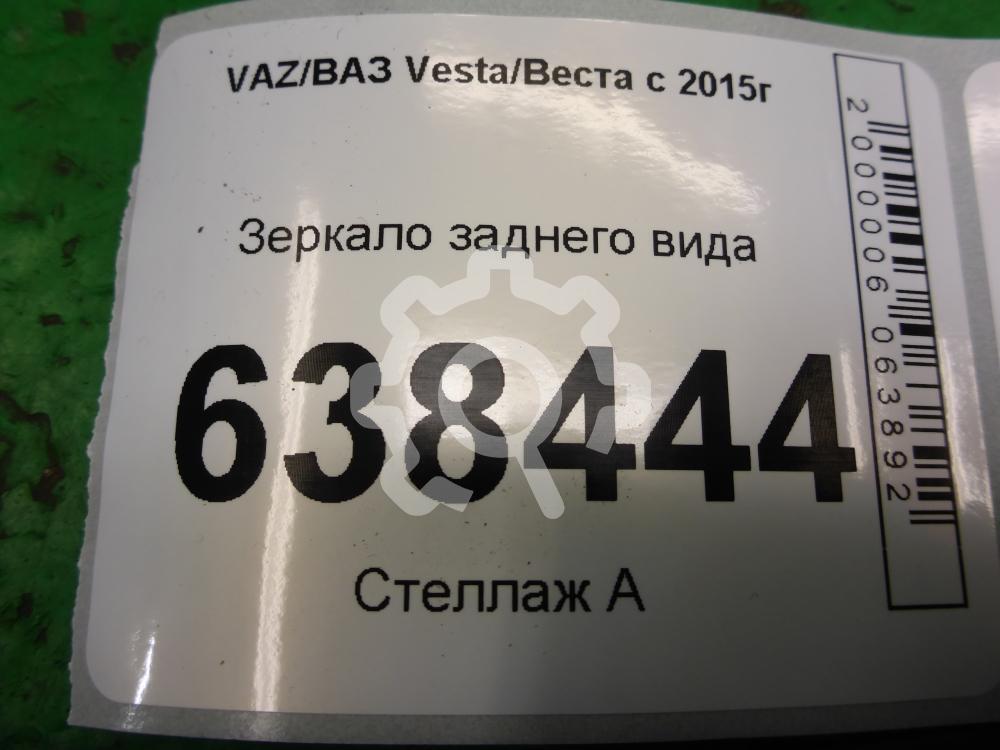 VAZ/ВАЗ Vesta/Веста с 2015г
Зеркало заднего вида
638444
Стеллаж А
2000006063892